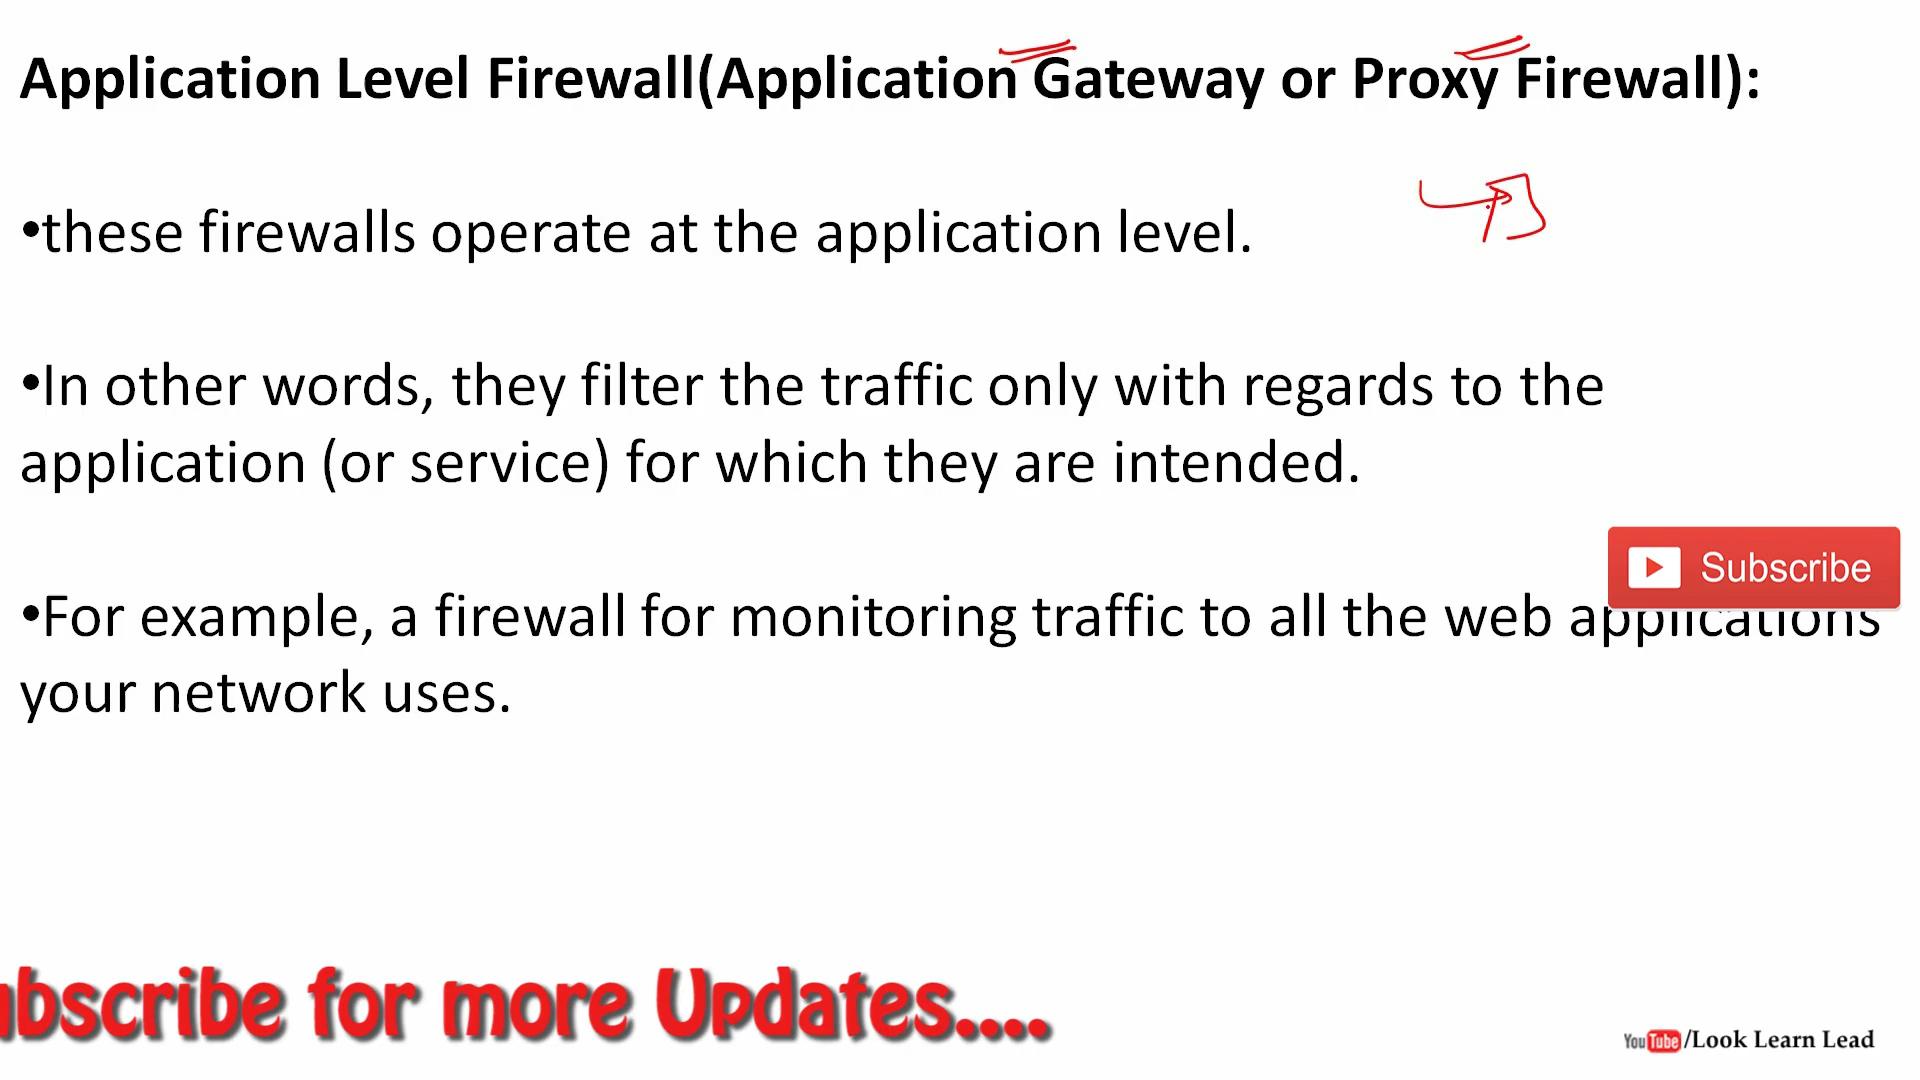 Application Level Firewall(Application Gateway or Proxy Firewall):
•these firewalls operate at the application level.
•In other words, they filter the traffic only with regards to the
application (or service) for which they are intended.
Subscribe
•For example, a firewall for monitoring traffic to all the web applications
your network uses.
bscribe for more Updates....
YouTube/Look Learn Lead